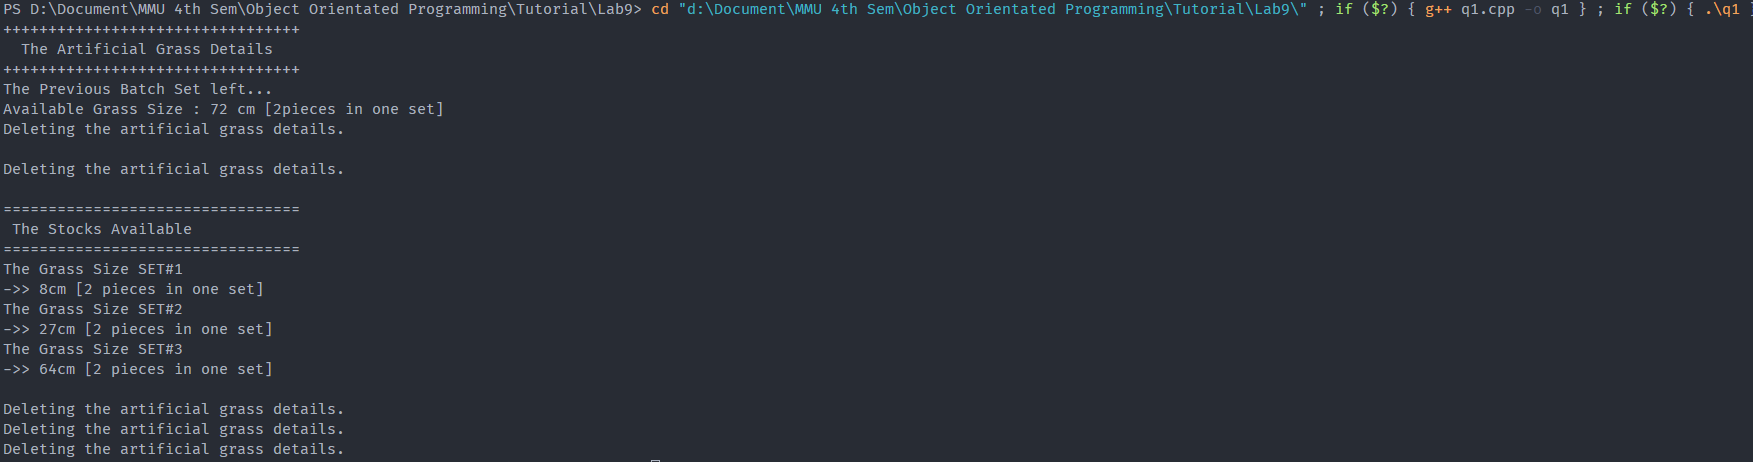 PS D:\Document\MMU 4th Sem\Object Orientated Programming\Tutorial\Lab9> cd "d:\Document\MMU 4th Sem\Object Orientated Programming\Tutorial\Lab9\" ; if ($?) { g++ q1.cpp -o q1 } ; if ($?) { .\q1 }
+++++++++++++++++++++++++++++++++
  The Artificial Grass Details
+++++++++++++++++++++++++++++++++
The Previous Batch Set left...
Available Grass Size : 72 cm [2pieces in one set]
Deleting the artificial grass details.
Deleting the artificial grass details.
=================================
 The Stocks Available
=================================
The Grass Size SET#1
->> 8cm [2 pieces in one set]
The Grass Size SET#2
->> 27cm [2 pieces in one set]
The Grass Size SET#3
->> 64cm [2 pieces in one set]
Deleting the artificial grass details.
Deleting the artificial grass details.
Deleting the artificial grass details.